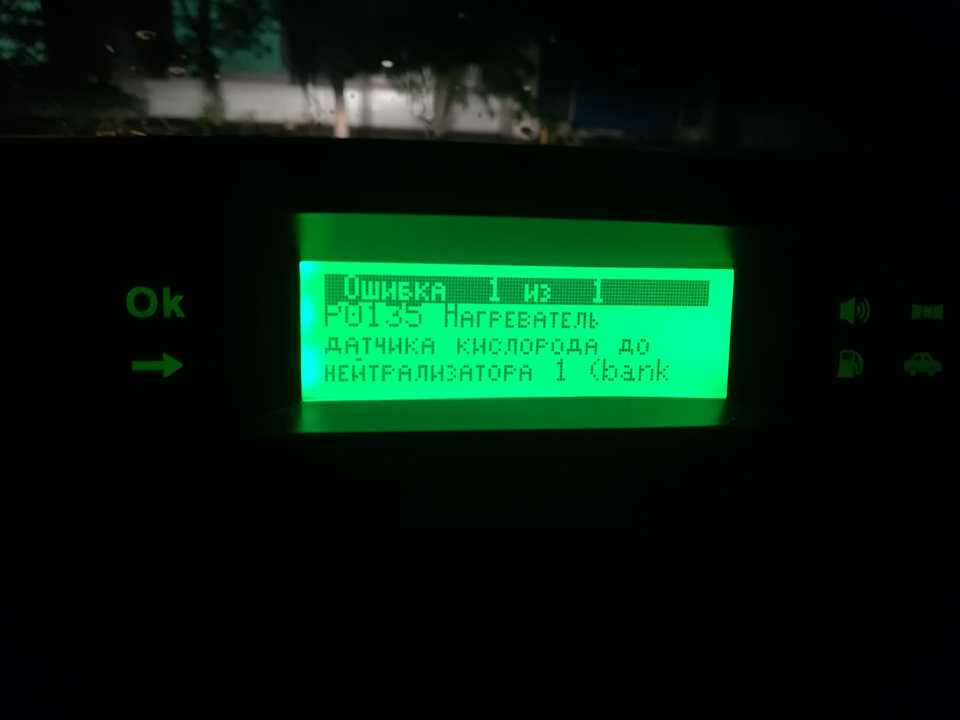 Ошибка 1 из 1
P0135 Нагреватель
датчика кислорода до
нейтрализатора 1 (bank
Ok